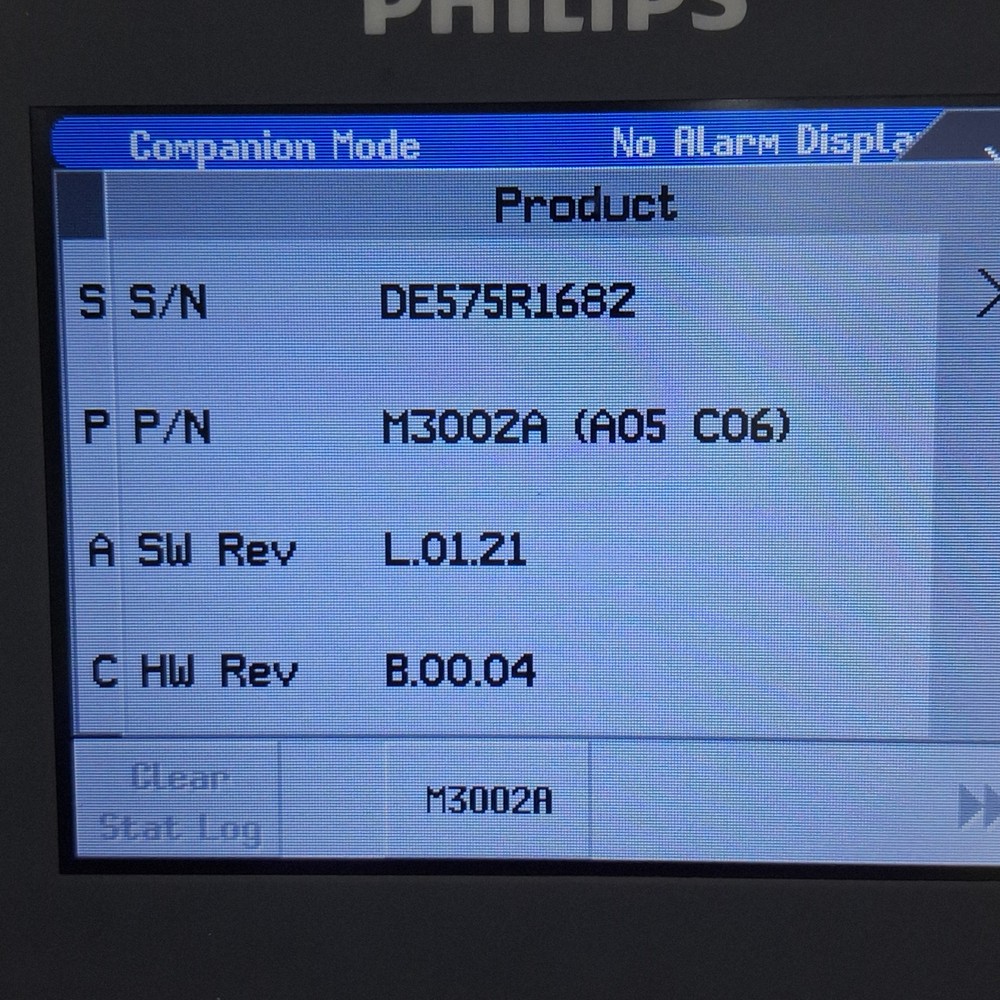 PHILIPS
Companion Mode No Alarm Displa
Product
S S/N DE575R1682
P P/N M3002A (A05 C06)
A SW Rev L.01.21
C HW Rev B.00.04
Clear
Stat Log
M3002A